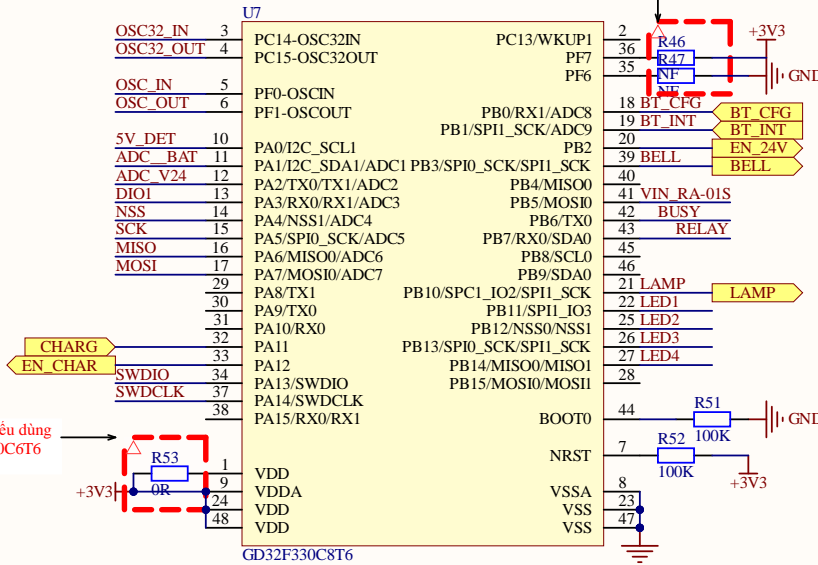 U7
OSC32_IN 3 PC14-OSC32IN
OSC32_OUT 4 PC15-OSC32OUT
OSC_IN 5 PF0-OSCIN
OSC_OUT 6 PF1-OSCOUT
5V_DET 10 PA0/I2C_SCL1
ADC__BAT 11 PA1/I2C_SDA1/ADC1
ADC_V24 12 PA2/TX0/TX1/ADC2
DIO1 13 PA3/RX0/RX1/ADC3
NSS 14 PA4/NSS1/ADC4
SCK 15 PA5/SPI0_SCK/ADC5
MISO 16 PA6/MISO0/ADC6
MOSI 17 PA7/MOSI0/ADC7
29 PA8/TX1
30 PA9/TX0
31 PA10/RX0
CHARG 32 PA11
EN_CHAR 33 PA12
SWDIO 34 PA13/SWDIO
SWDCLK 37 PA14/SWDCLK
38 PA15/RX0/RX1
ếu dùng
0C6T6
R53
0R
+3V3
1 VDD
9 VDDA
24 VDD
48 VDD
PC13/WKUP1 2
PF7 36 R46 +3V3
PF6 35 R47 NF GND
NF
PB0/RX1/ADC8 18 BT_CFG BT_CFG
PB1/SPI1_SCK/ADC9 19 BT_INT BT_INT
PB2 20 EN_24V
PB3/SPI0_SCK/SPI1_SCK 39 BELL BELL
PB4/MISO0 40
PB5/MOSI0 41 VIN_RA-01S
PB6/TX0 42 BUSY
PB7/RX0/SDA0 43 RELAY
PB8/SCL0 45
PB9/SDA0 46
PB10/SPC1_IO2/SPI1_SCK 21 LAMP LAMP
PB11/SPI1_IO3 22 LED1
PB12/NSS0/NSS1 25 LED2
PB13/SPI0_SCK/SPI1_SCK 26 LED3
PB14/MISO0/MISO1 27 LED4
PB15/MOSI0/MOSI1 28
BOOT0 44 R51 100K GND
NRST 7 R52 100K +3V3
VSSA 8
VSS 23
VSS 47
GD32F330C8T6